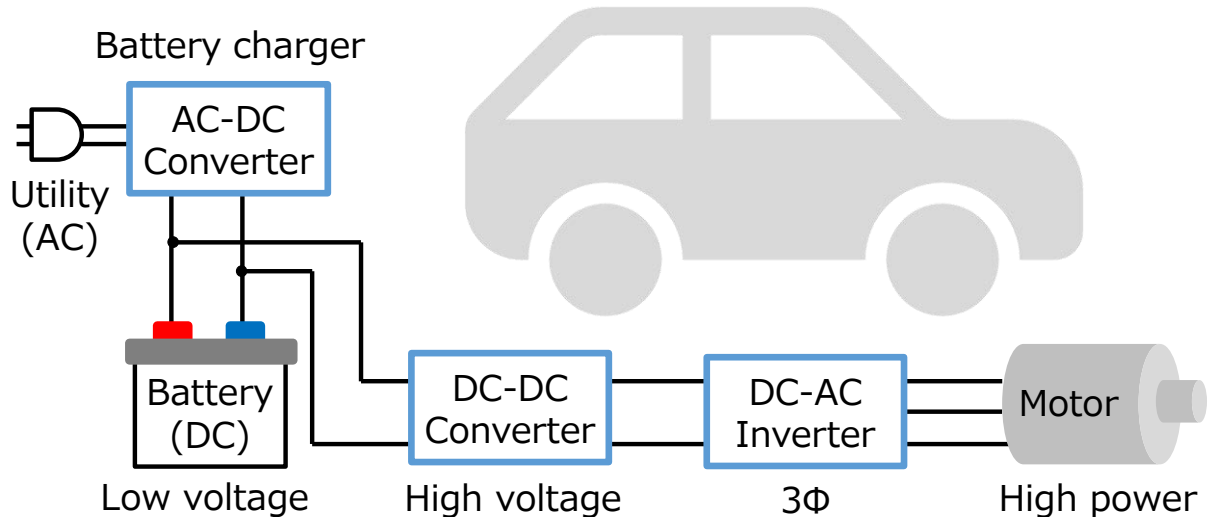 Battery charger
AC-DC
Converter
Utility
(AC)
Battery
(DC)
Low voltage
DC-DC
Converter
High voltage
DC-AC
Inverter
3Φ
Motor
High power